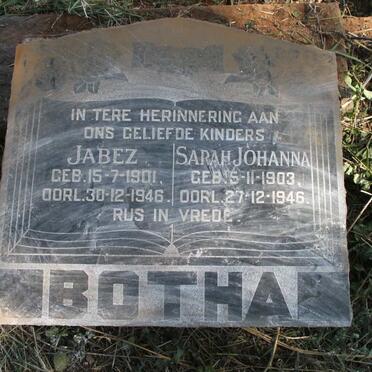 IN TERE HERINNERING AAN
ONS GELIEFDE KINDERS
JABEZ
GEB. 15-7-1901.
OORL. 30-12-1946.
SARAH JOHANNA
GEB. 5-11-1903.
OORL. 27-12-1946.
RUS IN VREDE
BOTHA